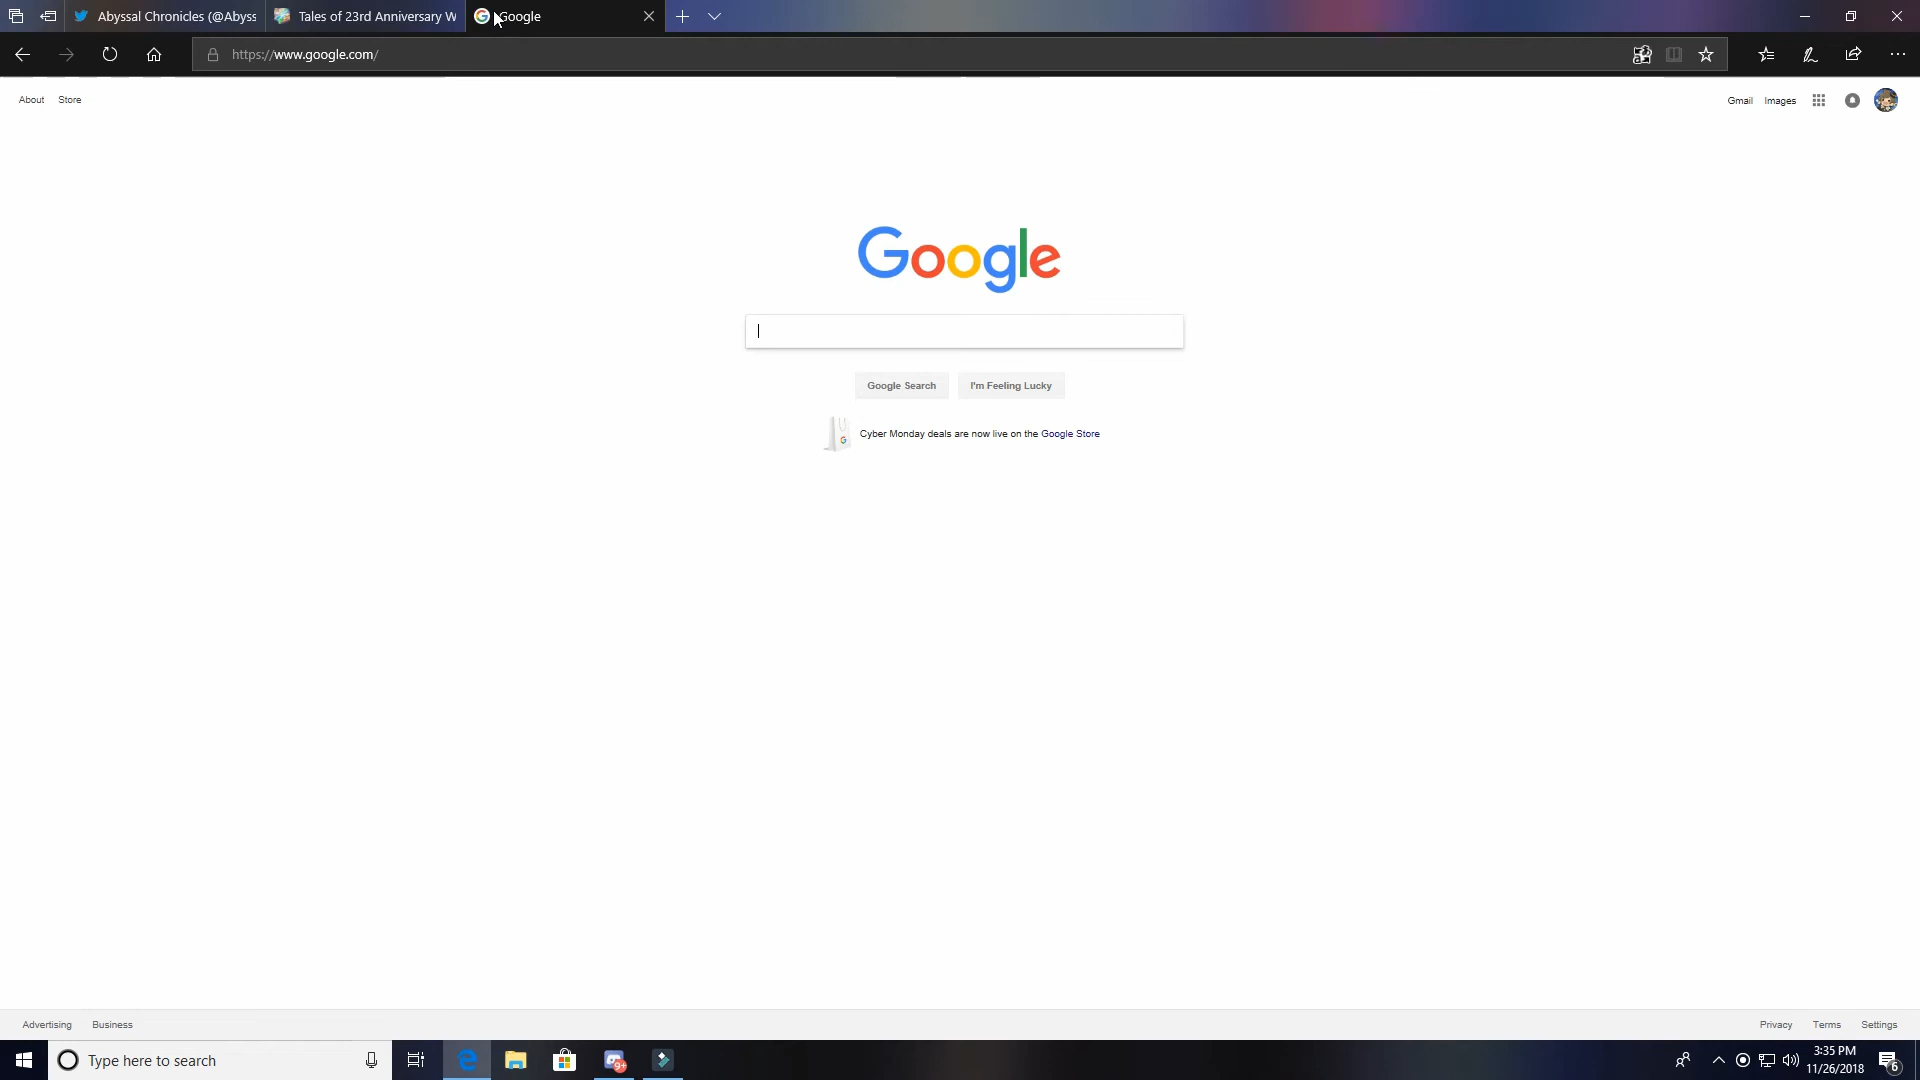 Abyssal Chronicles (@Abyss
Tales of 23rd Anniversary W
Google
https://www.google.com/
About Store
Gmail Images
Google
Google Search I'm Feeling Lucky
G
Cyber Monday deals are now live on the Google Store
Advertising Business
Privacy Terms Settings
Type here to search
9+
3:35 PM
11/26/2018
6